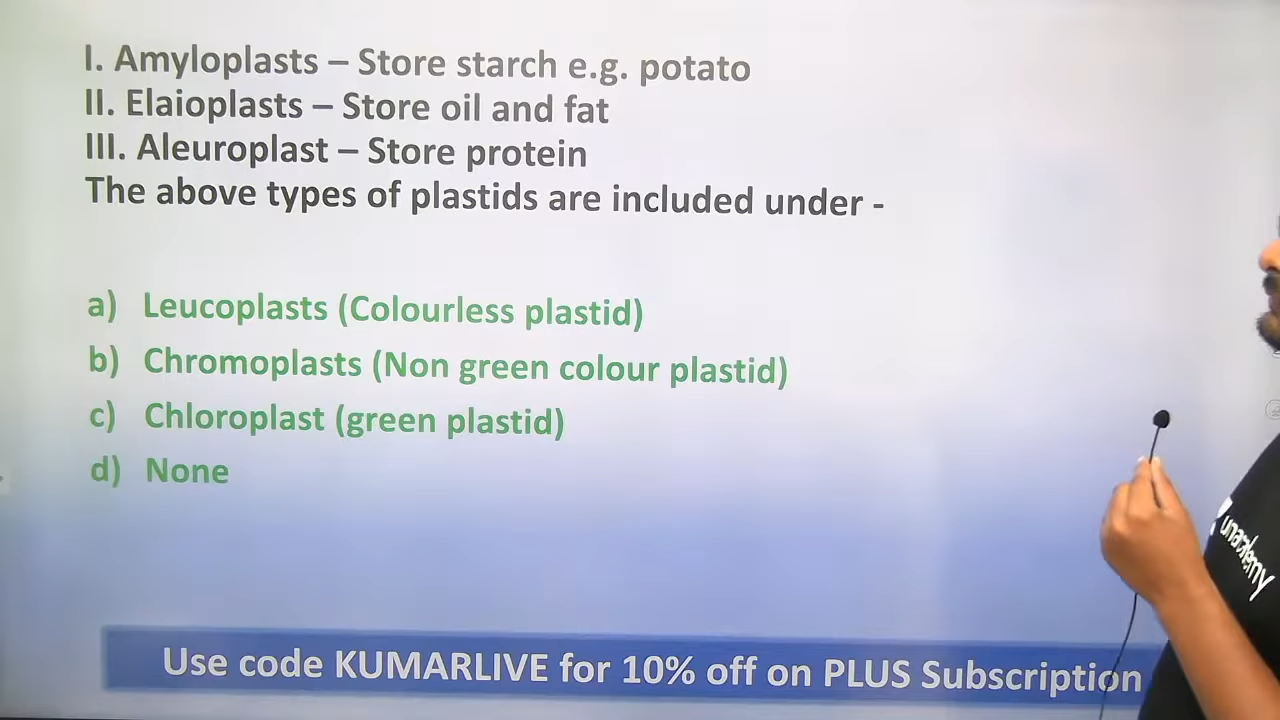 I. Amyloplasts – Store starch e.g. potato
II. Elaioplasts – Store oil and fat
III. Aleuroplast – Store protein
The above types of plastids are included under -
a) Leucoplasts (Colourless plastid)
b) Chromoplasts (Non green colour plastid)
c) Chloroplast (green plastid)
d) None
unacademy
Use code KUMARLIVE for 10% off on PLUS Subscription